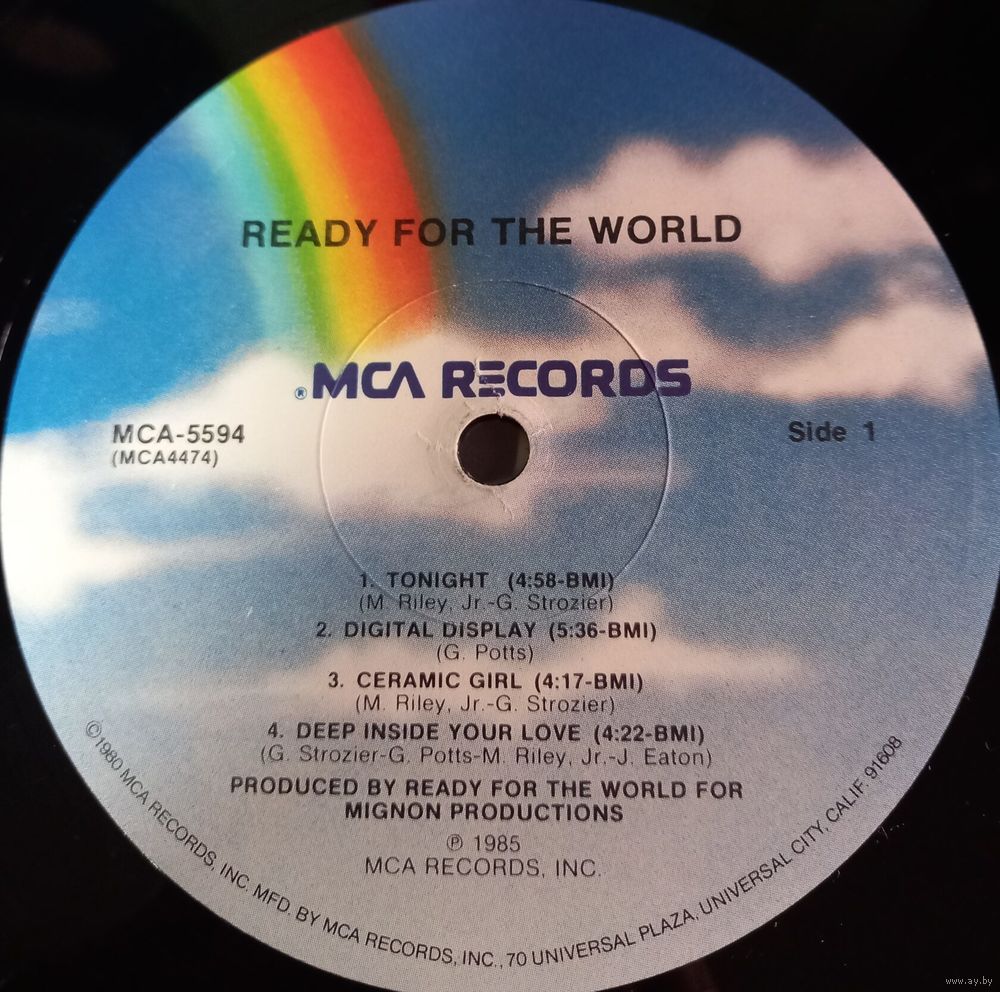 READY FOR THE WORLD
®MCA RECORDS
MCA-5594
(MCA4474)
Side 1
1. TONIGHT (4:58-BMI)
(M. Riley, Jr.-G. Strozier)
2. DIGITAL DISPLAY (5:36-BMI)
(G. Potts)
3. CERAMIC GIRL (4:17-BMI)
(M. Riley, Jr.-G. Strozier)
4. DEEP INSIDE YOUR LOVE (4:22-BMI)
(G. Strozier-G. Potts-M. Riley, Jr.-J. Eaton)
PRODUCED BY READY FOR THE WORLD FOR
MIGNON PRODUCTIONS
℗ 1985
MCA RECORDS, INC.
©1980 MCA RECORDS, INC. MFD. BY MCA RECORDS, INC., 70 UNIVERSAL PLAZA, UNIVERSAL CITY, CALIF. 91608
www.ay.by